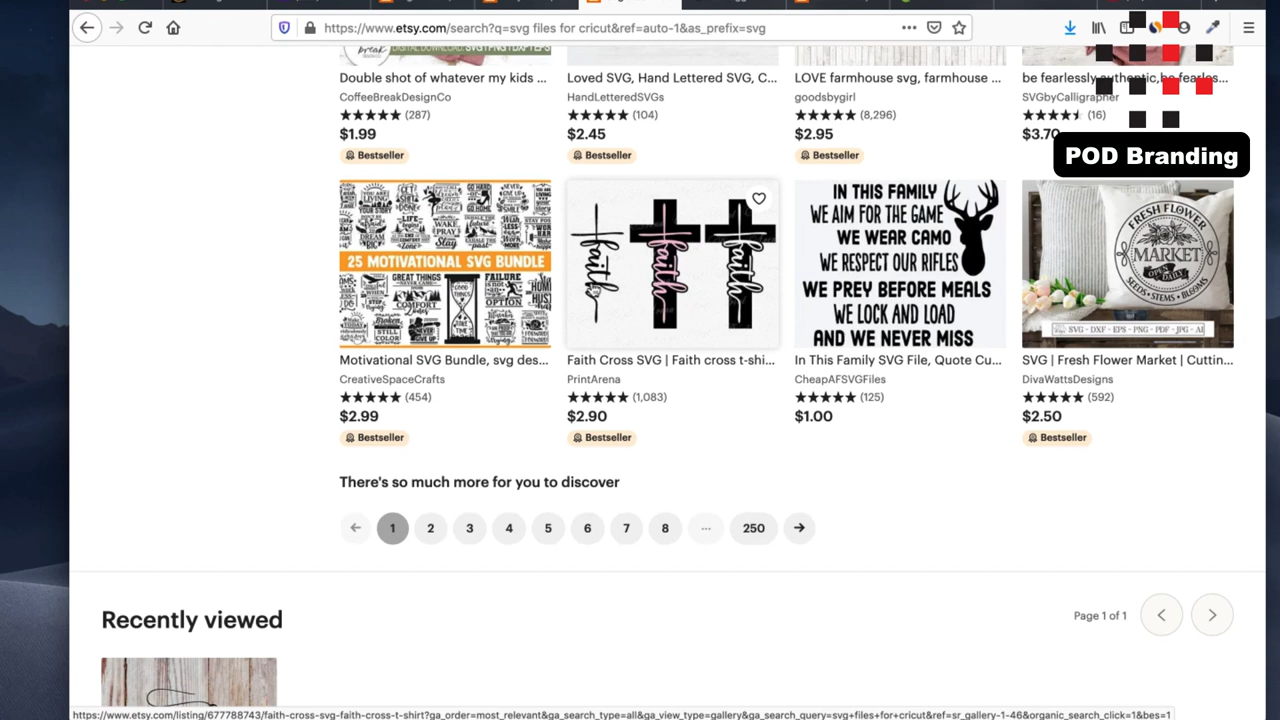 https://www.etsy.com/search?q=svg files for cricut&ref=auto-1&as_prefix=svg
break
DIGITAL DOWNLOAD:
Double shot of whatever my kids ...
Loved SVG, Hand Lettered SVG, C...
LOVE farmhouse svg, farmhouse ...
be fearlessly authentic,be fearles...
CoffeeBreakDesignCo
HandLetteredSVGs
goodsbygirl
SVGbyCalligrapher
(287)
(104)
(8,296)
(16)
$1.99
$2.45
$2.95
$3.70
Bestseller
Bestseller
Bestseller
POD Branding
25 MOTIVATIONAL SVG BUNDLE
GREAT THINGS
COMFORT
FAILURE
faith
faith
faith
IN THIS FAMILY
WE AIM FOR THE GAME
WE WEAR CAMO
WE RESPECT OUR RIFLES
WE PREY BEFORE MEALS
WE LOCK AND LOAD
AND WE NEVER MISS
FRESH FLOWER
MARKET
OPEN DAILY
SEEDS • STEMS • BLOOMS
SVG - DXF - EPS - PNG - PDF - JPG - AI
Motivational SVG Bundle, svg des...
Faith Cross SVG | Faith cross t-shi...
In This Family SVG File, Quote Cu...
SVG | Fresh Flower Market | Cuttin...
CreativeSpaceCrafts
PrintArena
CheapAFSVGFiles
DivaWattsDesigns
(454)
(1,083)
(125)
(592)
$2.99
$2.90
$1.00
$2.50
Bestseller
Bestseller
Bestseller
There's so much more for you to discover
1 2 3 4 5 6 7 8 ... 250
Recently viewed
Page 1 of 1
https://www.etsy.com/listing/677788743/faith-cross-svg-faith-cross-t-shirt?ga_order=most_relevant&ga_search_type=all&ga_view_type=gallery&ga_search_query=svg+files+for+cricut&ref=sr_gallery-1-46&organic_search_click=1&bes=1